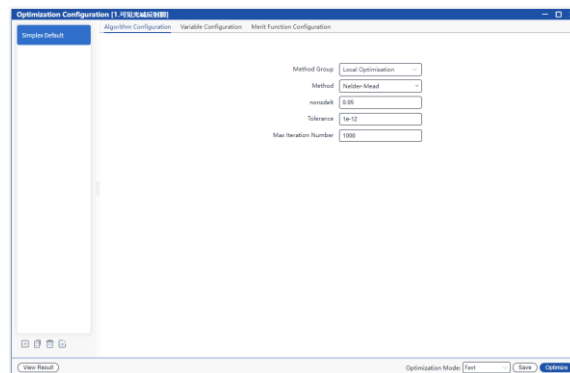 Optimization Configuration [1.可见光减反射膜]
Simplex Default
Algorithm Configuration Variable Configuration Merit Function Configuration
Method Group Local Optimization
Method Nelder-Mead
nonzdelt 0.05
Tolerance 1e-12
Max Iteration Number 1000
View Result Optimization Mode: Fast Save Optimize